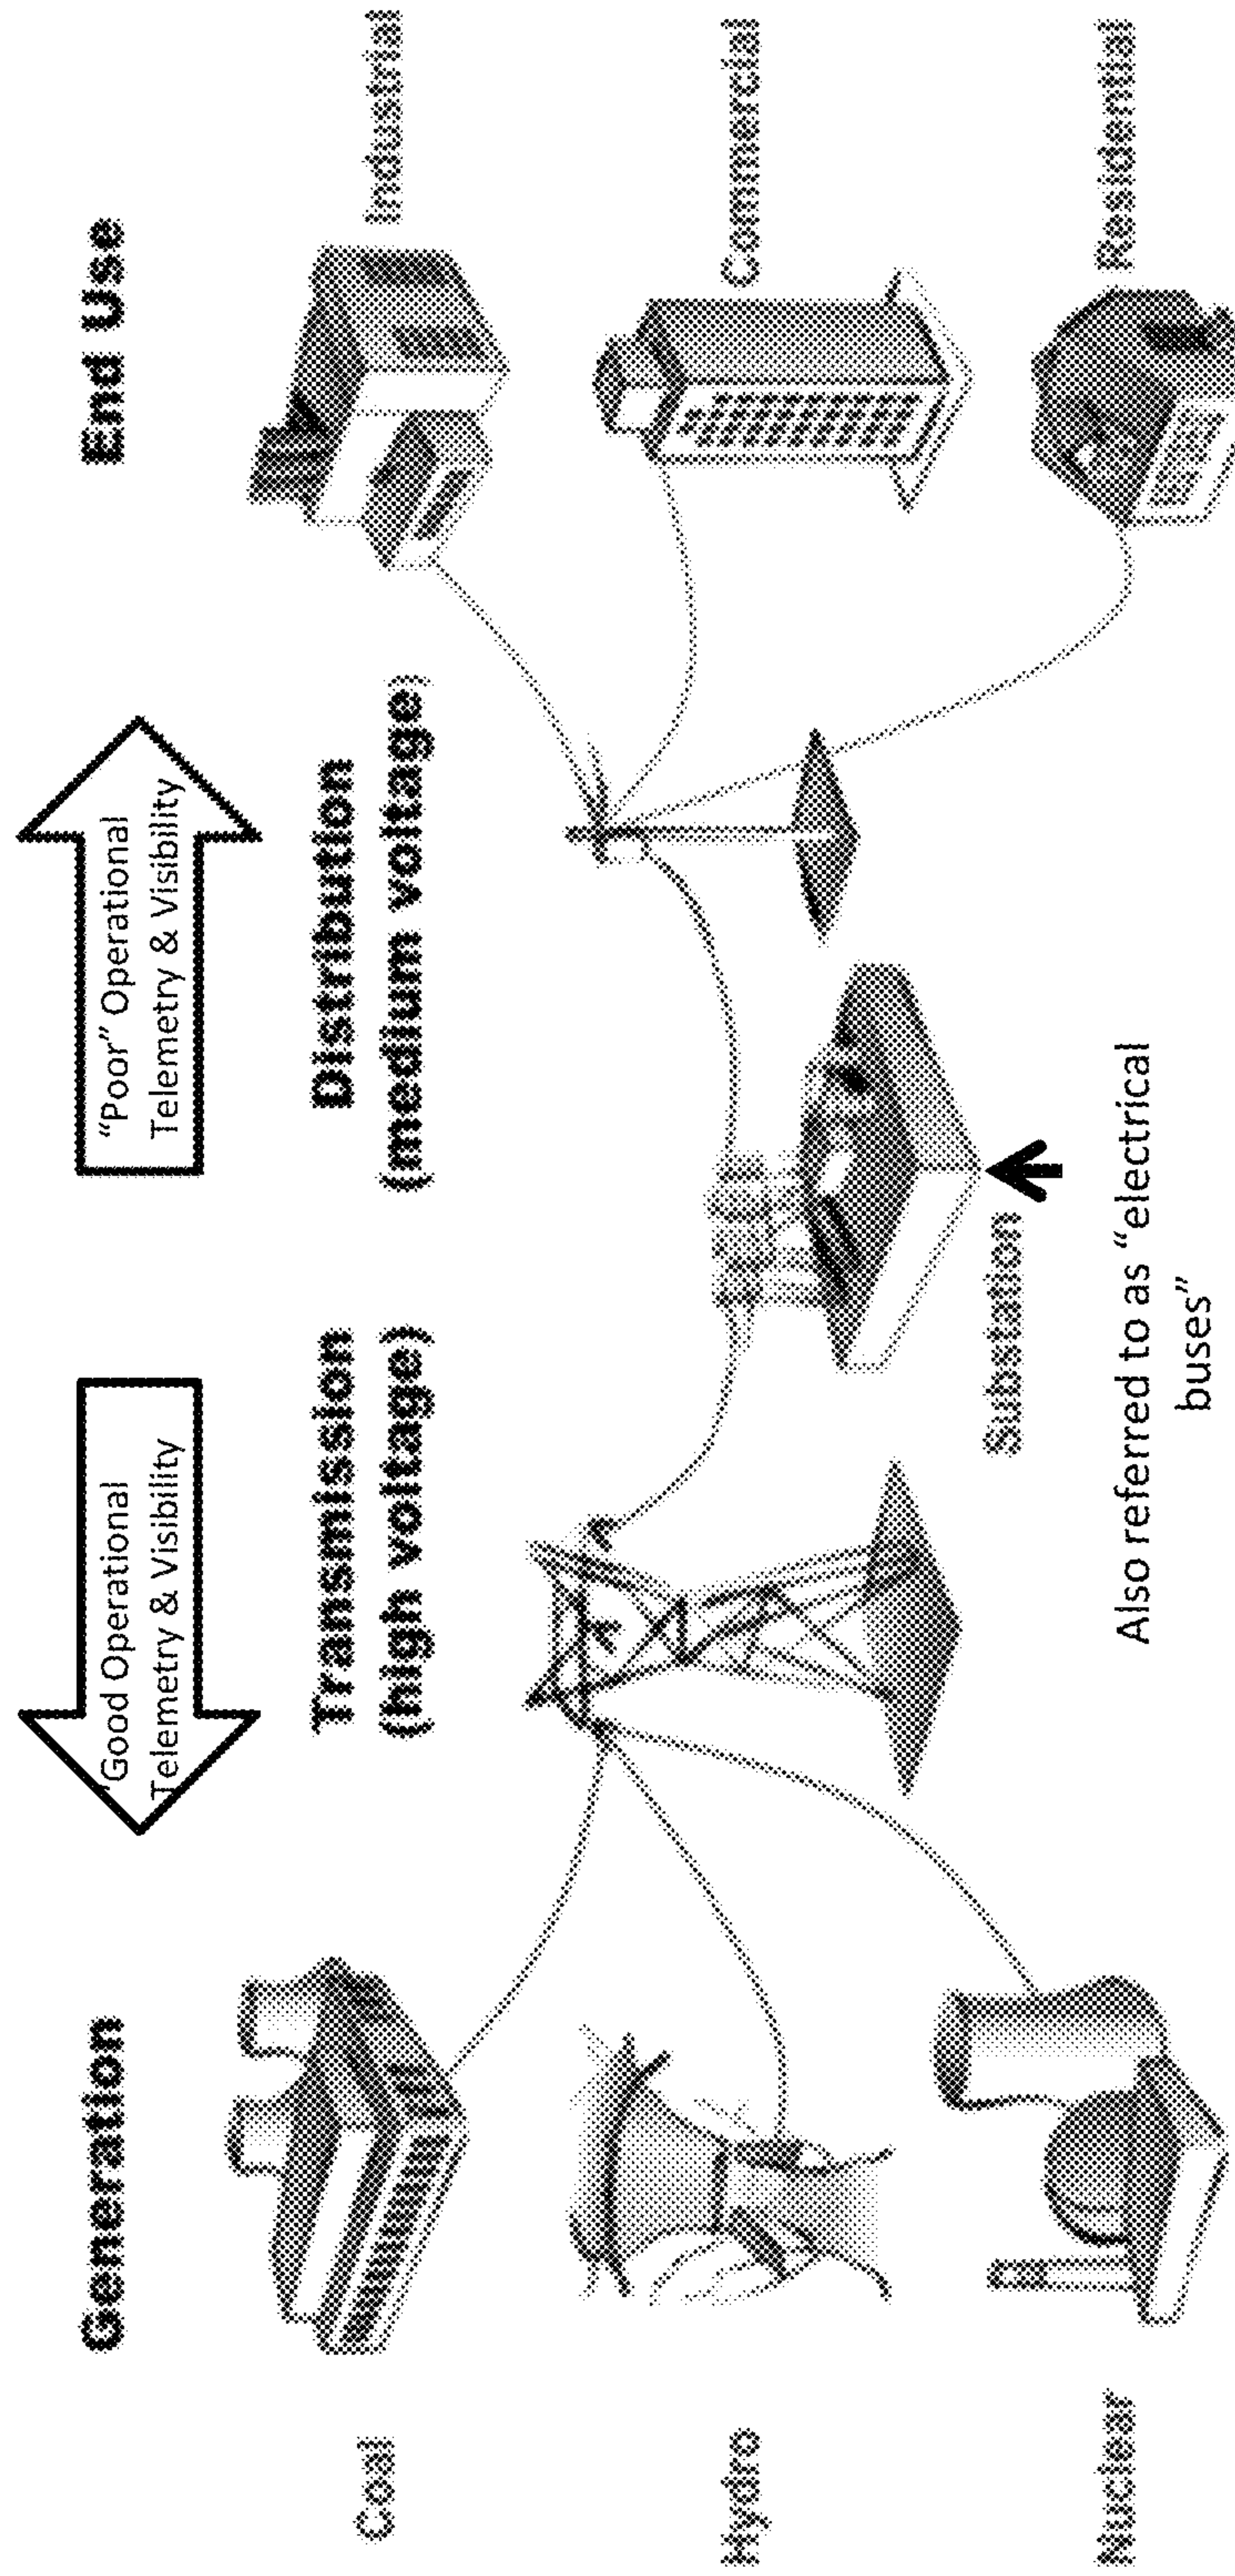 "Good Operational
Telemetry & Visibility
"Poor" Operational
Telemetry & Visibility
Generation
Transmission
(high voltage)
Distribution
(medium voltage)
End Use
Coal
Industrial
Hydro
Commercial
Nuclear
Residential
Substation
Also referred to as "electrical
buses"